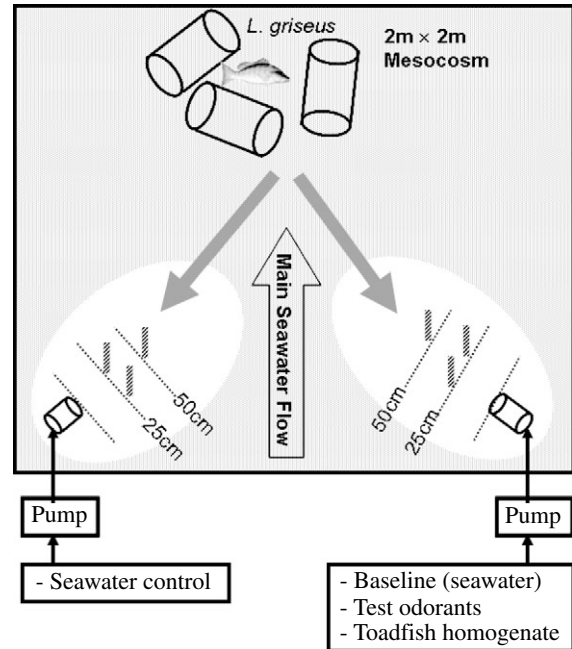 L. griseus
2m × 2m
Mesocosm
Main Seawater Flow
50cm
25cm
50cm
25cm
Pump
Pump
- Seawater control
- Baseline (seawater)
- Test odorants
- Toadfish homogenate